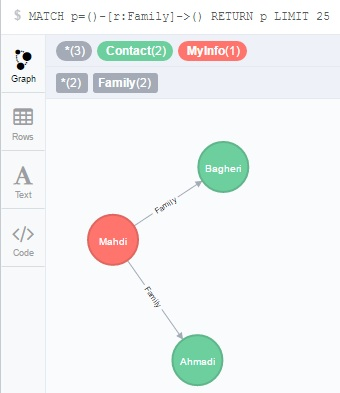 $ MATCH p=()-[r:Family]->() RETURN p LIMIT 25
*(3) Contact(2) MyInfo(1)
Graph
*(2) Family(2)
Rows
Text
Code
Bagheri
Family
Mahdi
Family
Ahmadi